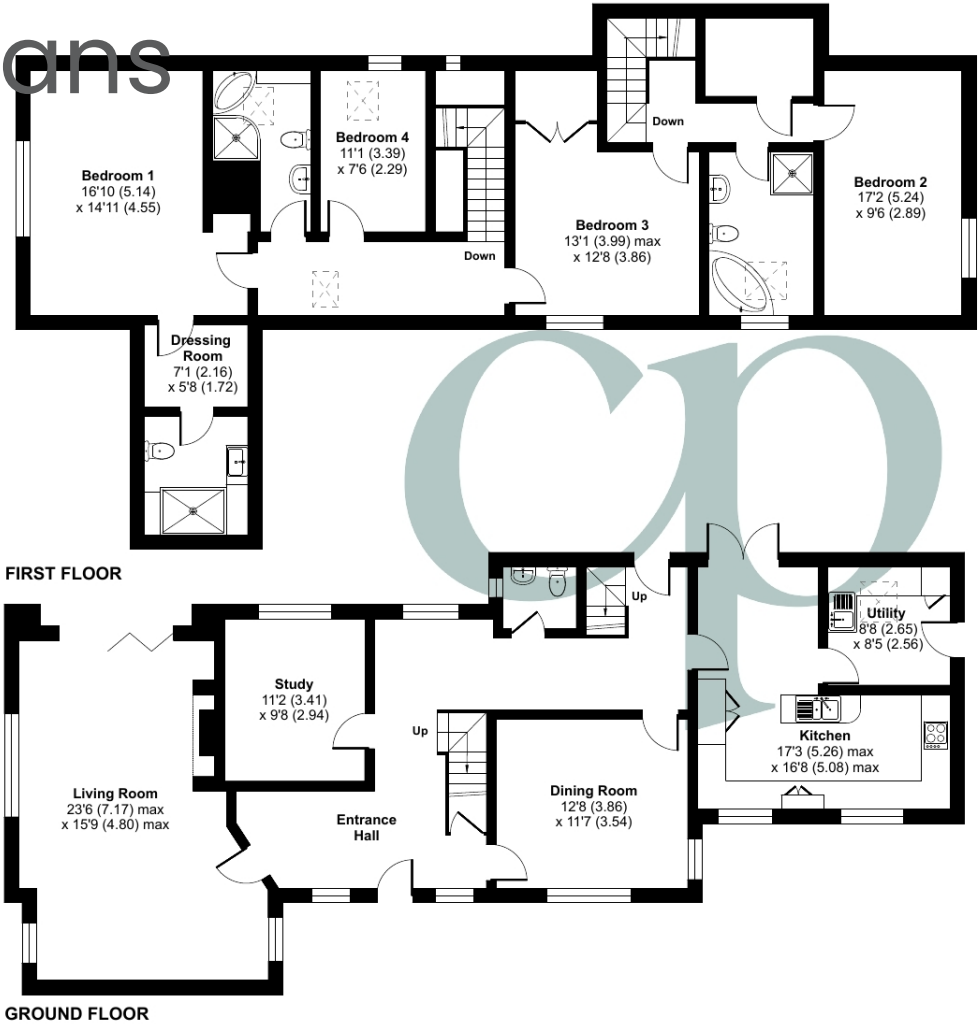 ans
Bedroom 1
16'10 (5.14)
x 14'11 (4.55)
Bedroom 4
11'1 (3.39)
x 7'6 (2.29)
Down
Bedroom 3
13'1 (3.99) max
x 12'8 (3.86)
Down
Bedroom 2
17'2 (5.24)
x 9'6 (2.89)
Dressing
Room
7'1 (2.16)
x 5'8 (1.72)
cp
FIRST FLOOR
Up
Utility
8'8 (2.65)
x 8'5 (2.56)
Study
11'2 (3.41)
x 9'8 (2.94)
Up
Kitchen
17'3 (5.26) max
x 16'8 (5.08) max
Living Room
23'6 (7.17) max
x 15'9 (4.80) max
Entrance
Hall
Dining Room
12'8 (3.86)
x 11'7 (3.54)
GROUND FLOOR